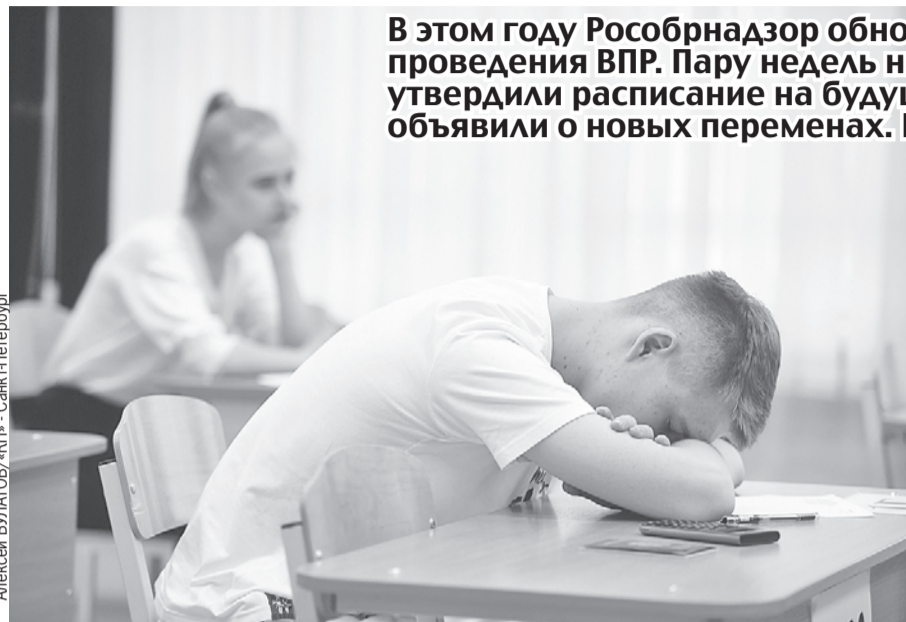 В этом году Рособрнадзор обно
проведения ВПР. Пару недель н
утвердили расписание на будущ
объявили о новых переменах.
Алексей БУЛАТОВ/«КП» - Санкт-Петербург